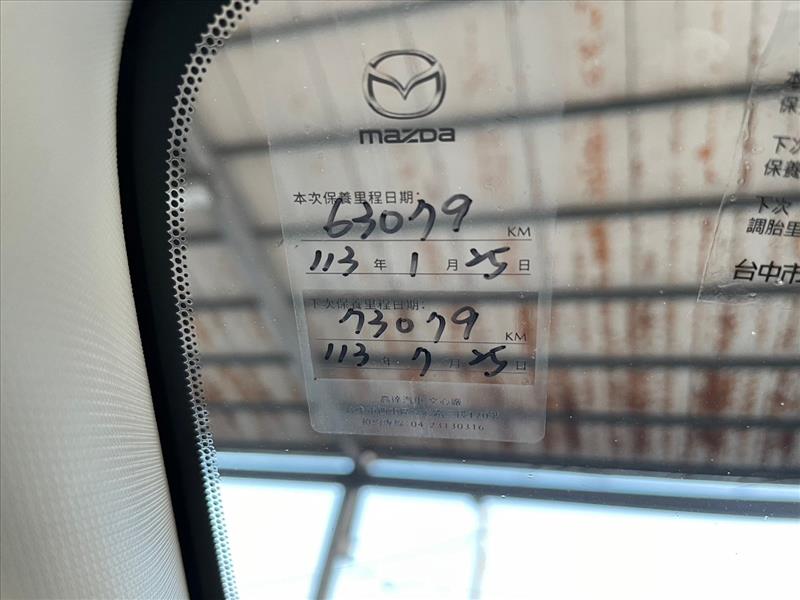 mazda
本次保養里程日期:
63079 KM
113 年 1 月 25 日
下次保養里程日期:
73079 KM
113 年 7 月 25 日
04-23130316
下次
保養
下次
調胎里
台中市